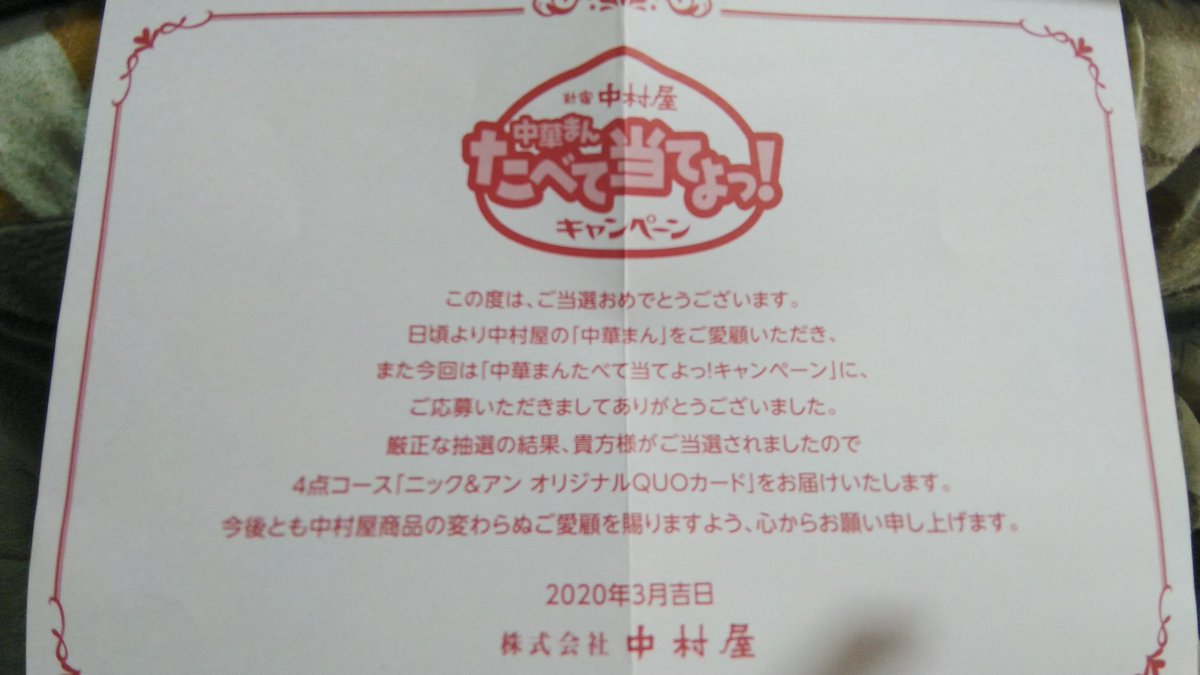 新宿 中村屋
中華まん
たべて当てよっ!
キャンペーン
この度は、ご当選おめでとうございます。
日頃より中村屋の「中華まん」をご愛顧いただき、
また今回は「中華まんたべて当てよっ!キャンペーン」に、
ご応募いただきましてありがとうございました。
厳正な抽選の結果、貴方様がご当選されましたので
4点コース「ニック&アン オリジナルQUOカード」をお届けいたします。
今後とも中村屋商品の変わらぬご愛顧を賜りますよう、心からお願い申し上げます。
2020年3月吉日
株式会社 中村屋